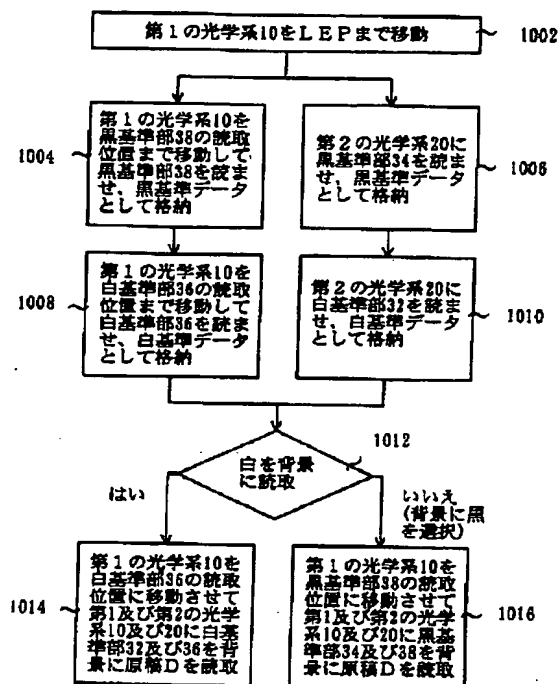 第1の光学系10をLEPまで移動
1002
第1の光学系10を
黒基準部38の読取
位置まで移動して
黒基準部38を読ま
せ、黒基準データ
として格納
1004
第2の光学系20に
黒基準部34を読ま
せ、黒基準データ
として格納
1006
第1の光学系10を
白基準部36の読取
位置まで移動して
白基準部36を読ま
せ、白基準データ
として格納
1008
第2の光学系20に
白基準部32を読ま
せ、白基準データ
として格納
1010
白を背景
に読取
1012
はい
いいえ
(背景に黒
を選択)
第1の光学系10を
白基準部36の読取
位置に移動させて
第1及び第2の光学
系10及び20に白基
準部32及び36を背
景に原稿Dを読取
1014
第1の光学系10を
黒基準部38の読取
位置に移動させて
第1及び第2の光学
系10及び20に黒基
準部34及び38を背
景に原稿Dを読取
1016